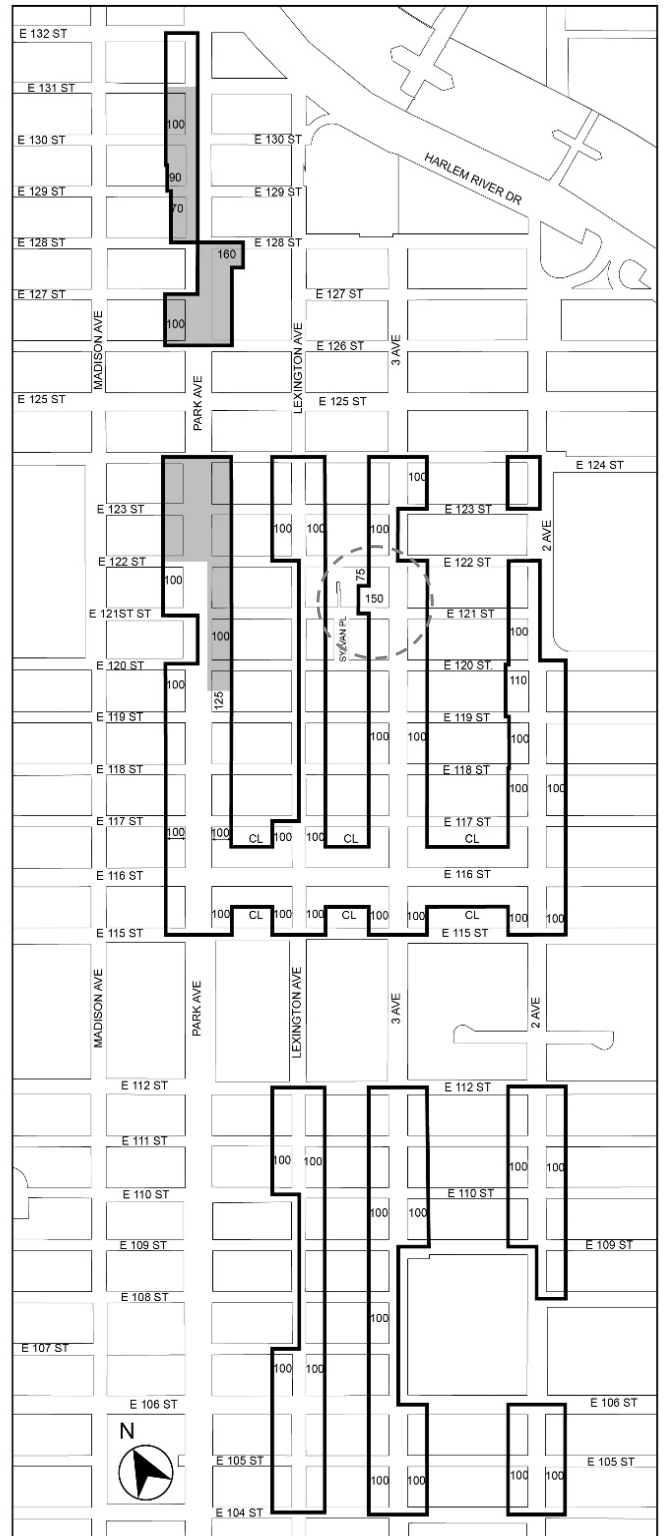 E 132 ST
E 131 ST
100
E 130 ST E 130 ST
HARLEM RIVER DR
90
E 129 ST E 129 ST
70
E 128 ST E 128 ST
160
E 127 ST E 127 ST
100
MADISON AVE
LEXINGTON AVE
3 AVE
E 126 ST
PARK AVE
E 125 ST E 125 ST
E 124 ST
100
E 123 ST E 123 ST
100 100 100
2 AVE
E 122 ST E 122 ST
100 75
150
E 121ST ST E 121 ST
100 100
SYLVAN PL
E 120 ST E 120 ST.
100 110
125
E 119 ST E 119 ST
100 100 100
E 118 ST E 118 ST
100 100
E 117 ST E 117 ST
100 100 CL 100 100 CL CL
E 116 ST E 116 ST
100 CL 100 100 CL 100 100 CL 100 100
E 115 ST E 115 ST
MADISON AVE
PARK AVE
LEXINGTON AVE
3 AVE
2 AVE
E 112 ST E 112 ST
E 111 ST
100 100 100 100
E 110 ST E 110 ST
100 100
E 109 ST E 109 ST
E 108 ST
100
E 107 ST
100 100
E 106 ST E 106 ST
N
E 105 ST E 105 ST
100 100 100 100
E 104 ST